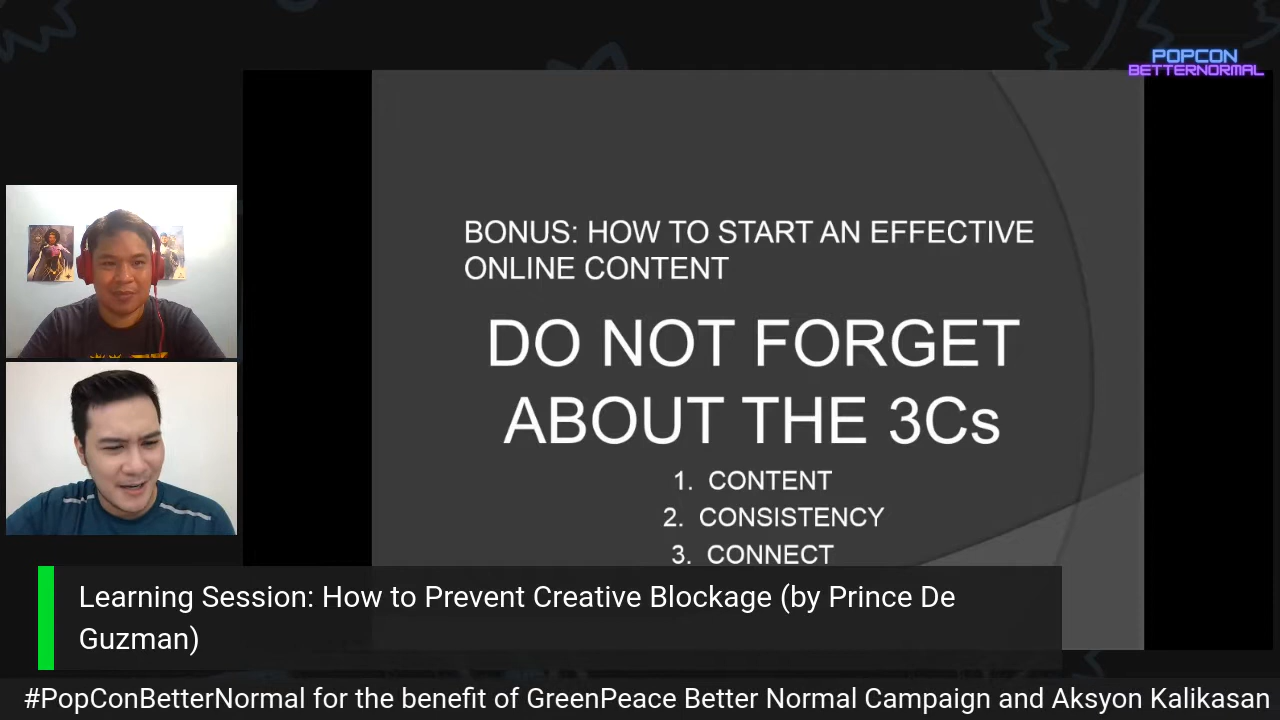 POPCON
BETTERNORMAL
BONUS: HOW TO START AN EFFECTIVE
ONLINE CONTENT
DO NOT FORGET
ABOUT THE 3Cs
1. CONTENT
2. CONSISTENCY
3. CONNECT
Learning Session: How to Prevent Creative Blockage (by Prince De
Guzman)
#PopConBetterNormal for the benefit of GreenPeace Better Normal Campaign and Aksyon Kalikasan